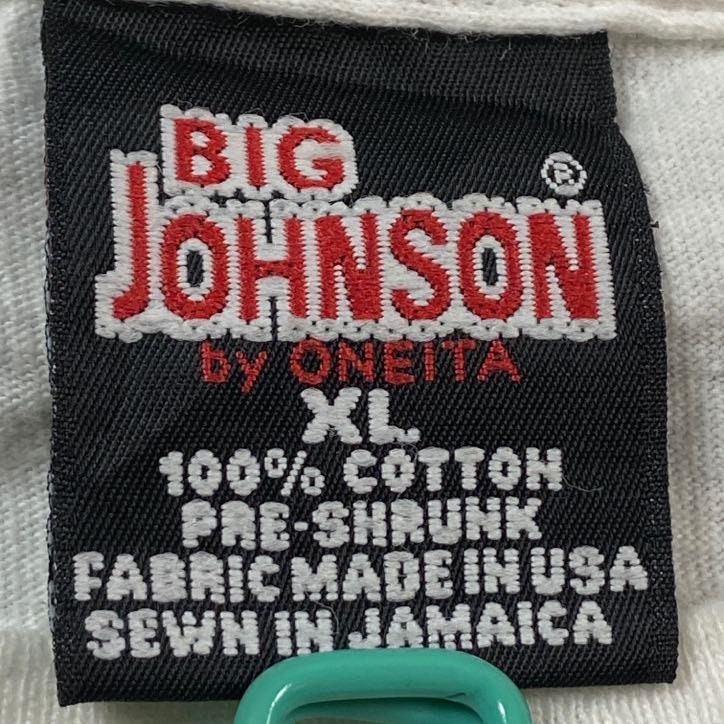 BIG
JOHNSON®
by ONEITA
XL
100% COTTON
PRE-SHRUNK
FABRIC MADE IN USA
SEWN IN JAMAICA